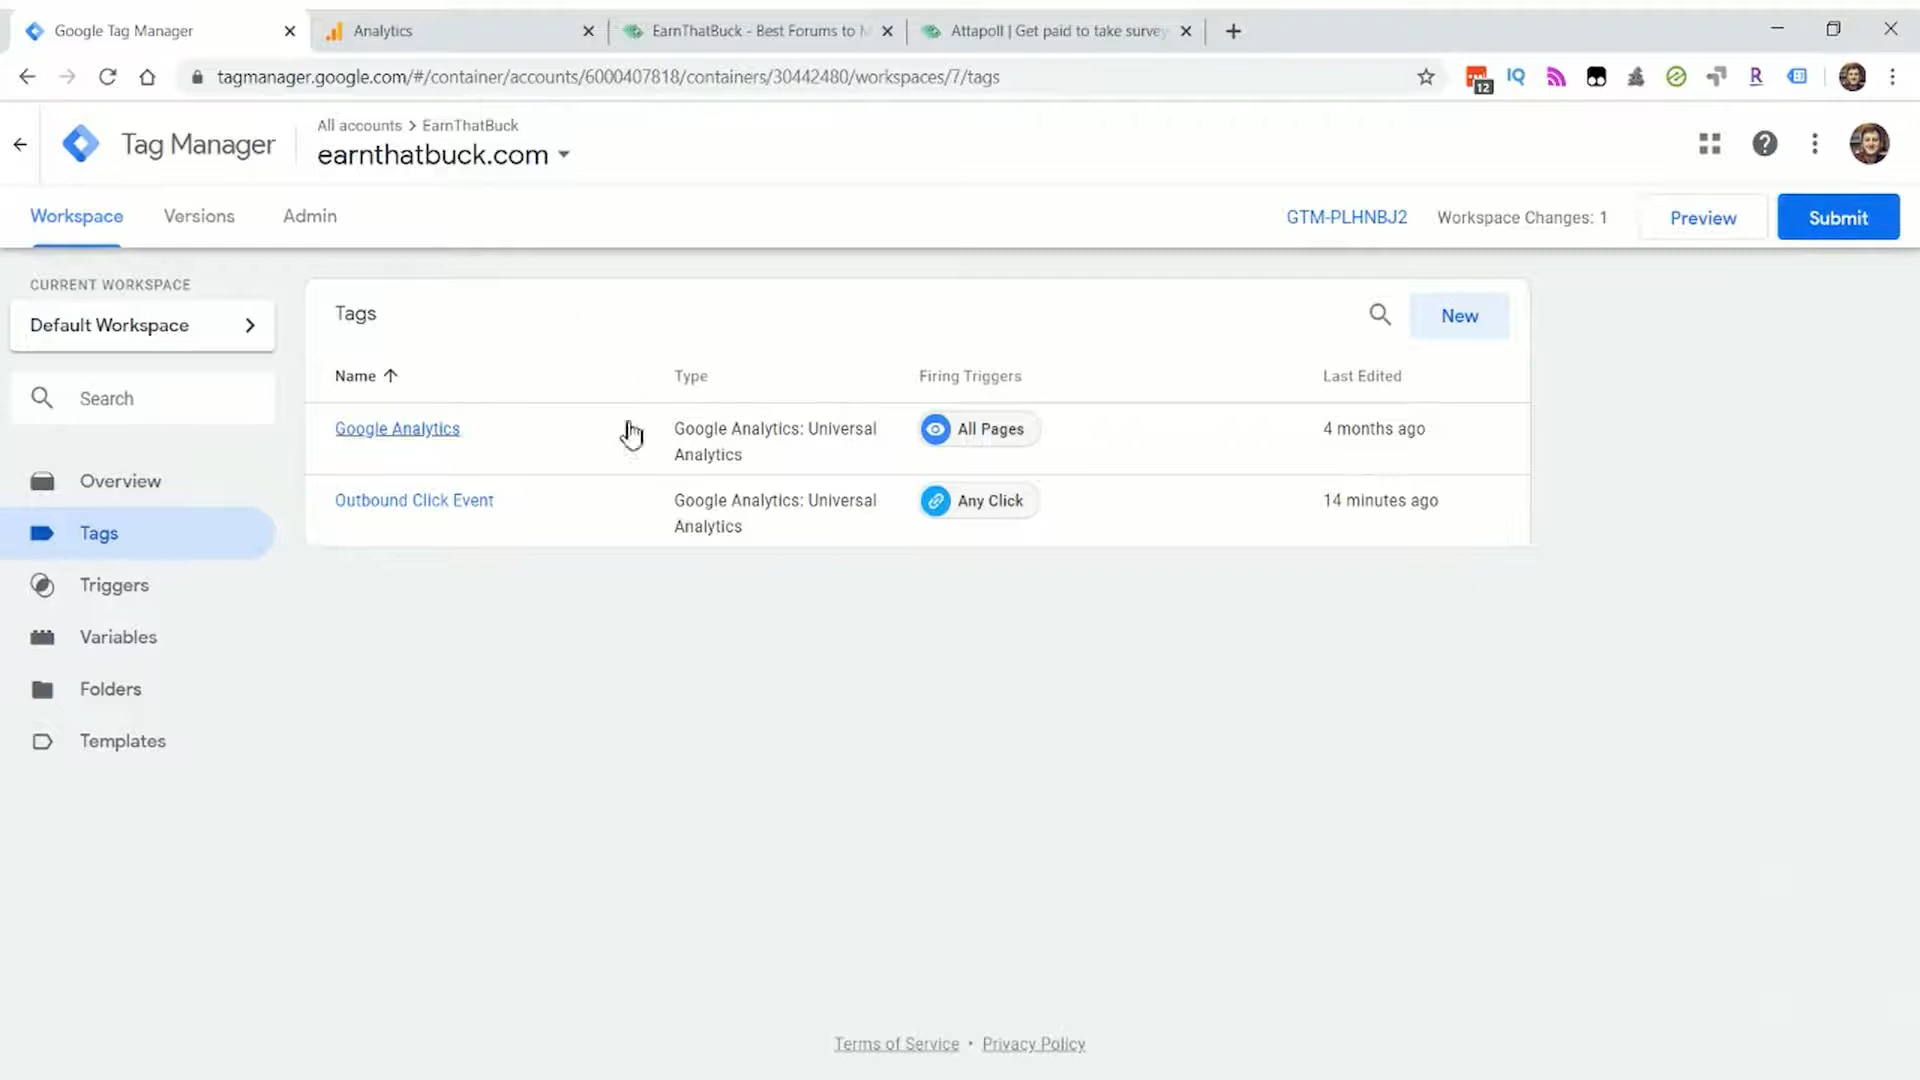 Google Tag Manager
Analytics
EarnThatBuck - Best Forums to M
Attapoll | Get paid to take survey
tagmanager.google.com/#/container/accounts/6000407818/containers/30442480/workspaces/7/tags
12
IQ
R
Tag Manager
All accounts > EarnThatBuck
earnthatbuck.com
Workspace
Versions
Admin
GTM-PLHNBJ2
Workspace Changes: 1
Preview
Submit
CURRENT WORKSPACE
Default Workspace
Search
Overview
Tags
Triggers
Variables
Folders
Templates
Tags
New
Name
Type
Firing Triggers
Last Edited
Google Analytics
Google Analytics: Universal
Analytics
All Pages
4 months ago
Outbound Click Event
Google Analytics: Universal
Analytics
Any Click
14 minutes ago
Terms of Service • Privacy Policy